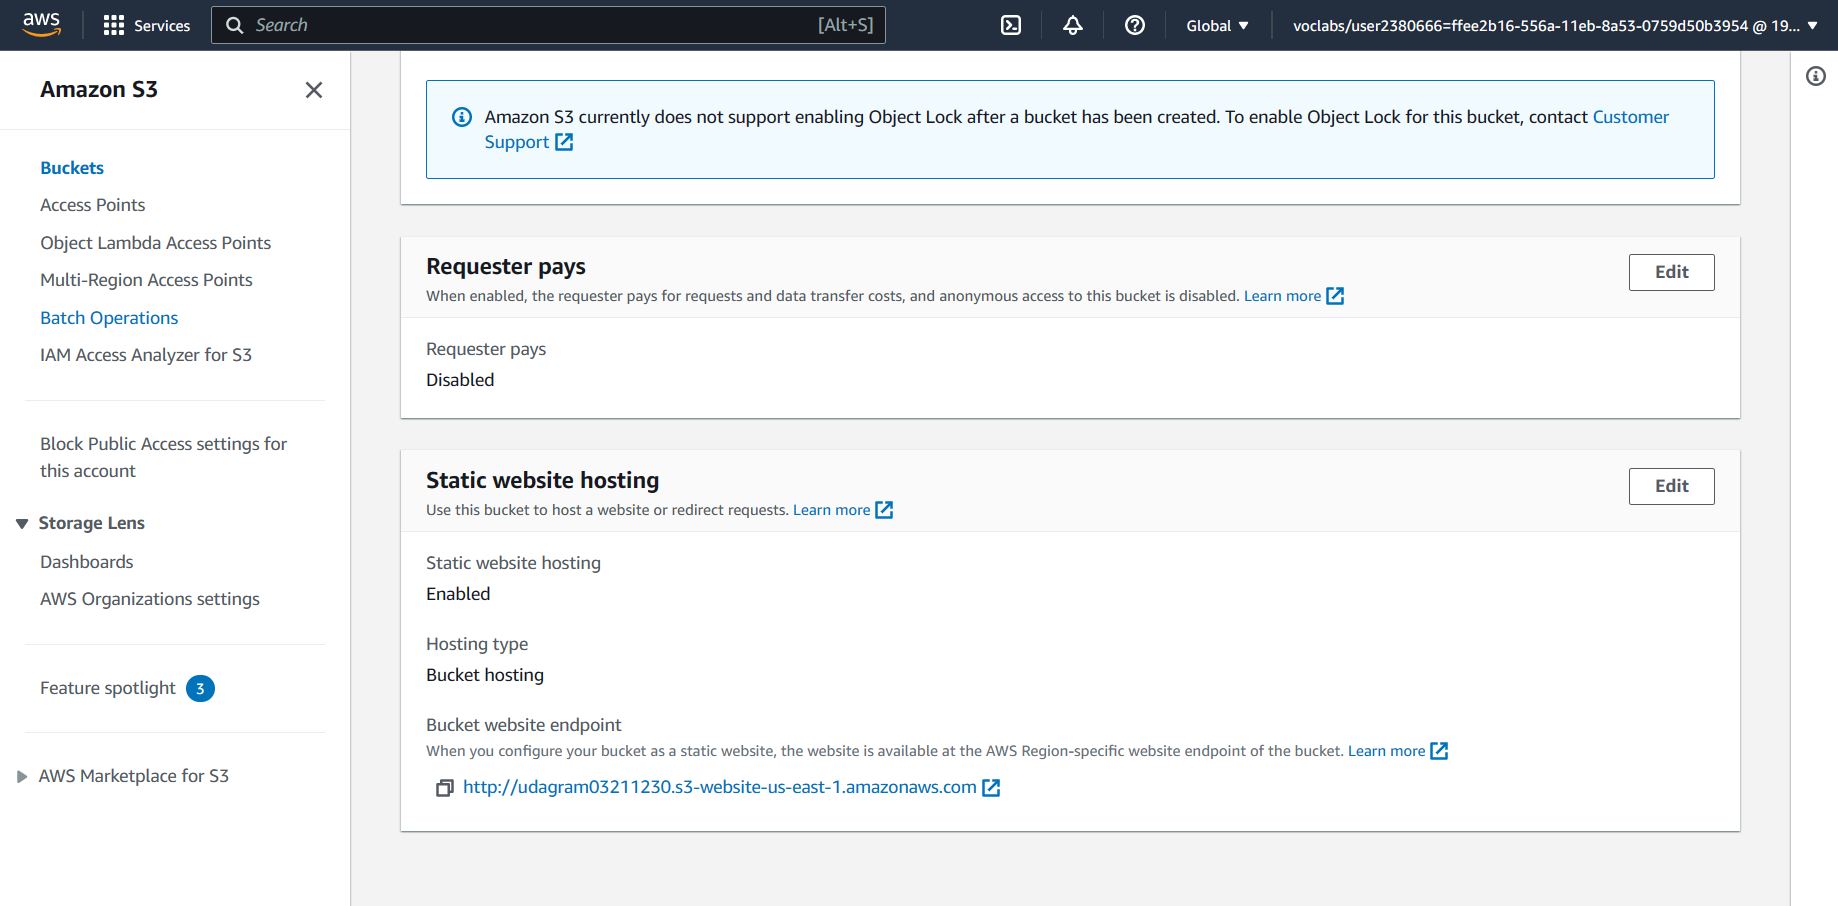 aws
Services
Search
[Alt+S]
Global
voclabs/user2380666=ffee2b16-556a-11eb-8a53-0759d50b3954 @ 19...
Amazon S3
Buckets
Access Points
Object Lambda Access Points
Multi-Region Access Points
Batch Operations
IAM Access Analyzer for S3
Block Public Access settings for
this account
Storage Lens
Dashboards
AWS Organizations settings
Feature spotlight 3
AWS Marketplace for S3
Amazon S3 currently does not support enabling Object Lock after a bucket has been created. To enable Object Lock for this bucket, contact Customer
Support
Requester pays
Edit
When enabled, the requester pays for requests and data transfer costs, and anonymous access to this bucket is disabled. Learn more
Requester pays
Disabled
Static website hosting
Edit
Use this bucket to host a website or redirect requests. Learn more
Static website hosting
Enabled
Hosting type
Bucket hosting
Bucket website endpoint
When you configure your bucket as a static website, the website is available at the AWS Region-specific website endpoint of the bucket. Learn more
http://udagram03211230.s3-website-us-east-1.amazonaws.com